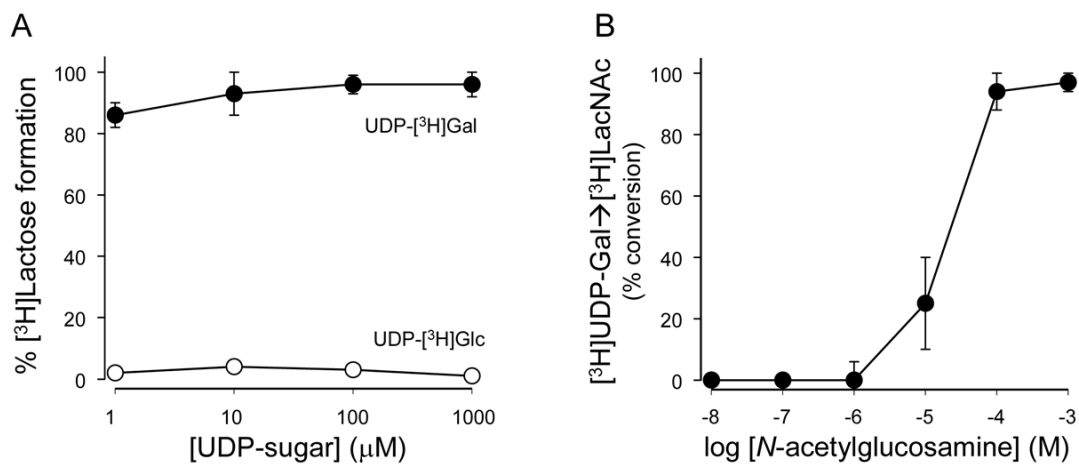 A
% [³H]Lactose formation
100
80
60
40
20
0
UDP-[³H]Gal
UDP-[³H]Glc
1 10 100 1000
[UDP-sugar] (μM)
B
[³H]UDP-Gal→[³H]LacNAc
(% conversion)
100
80
60
40
20
0
-8 -7 -6 -5 -4 -3
log [N-acetylglucosamine] (M)